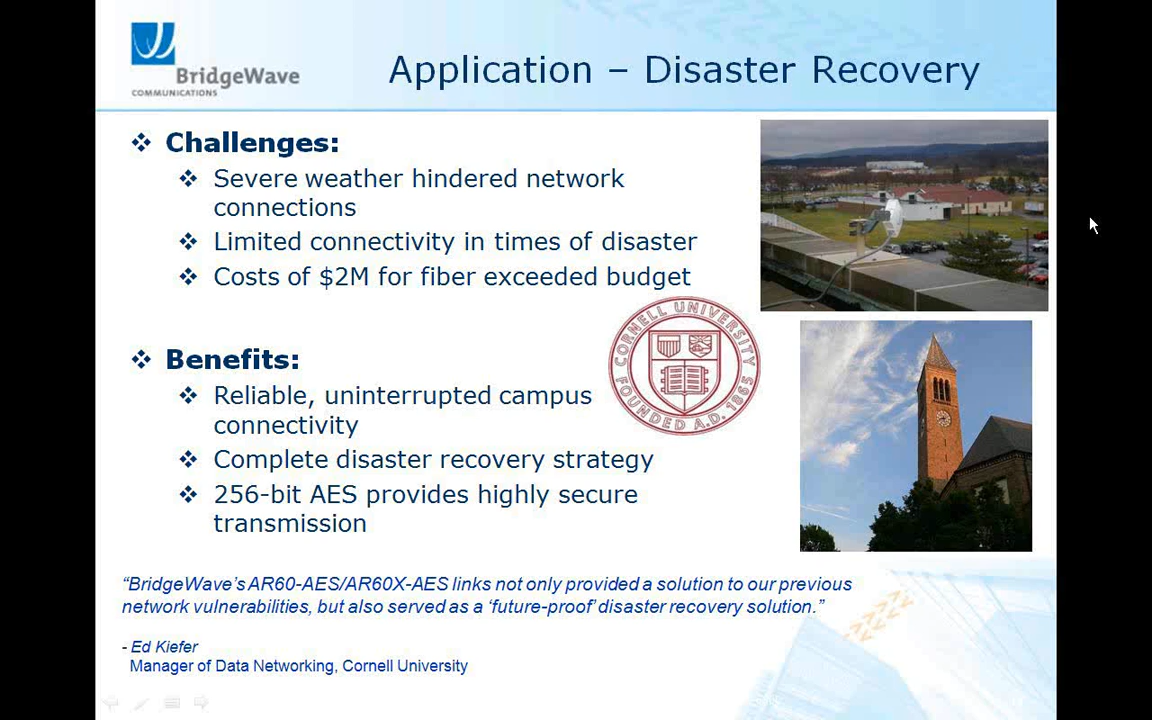 BridgeWave
COMMUNICATIONS
Application – Disaster Recovery
Challenges:
Severe weather hindered network
connections
Limited connectivity in times of disaster
Costs of $2M for fiber exceeded budget
CORNELL UNIVERSITY
FOUNDED A.D. 1865
Benefits:
Reliable, uninterrupted campus
connectivity
Complete disaster recovery strategy
256-bit AES provides highly secure
transmission
“BridgeWave’s AR60-AES/AR60X-AES links not only provided a solution to our previous
network vulnerabilities, but also served as a ‘future-proof’ disaster recovery solution.”
- Ed Kiefer
Manager of Data Networking, Cornell University